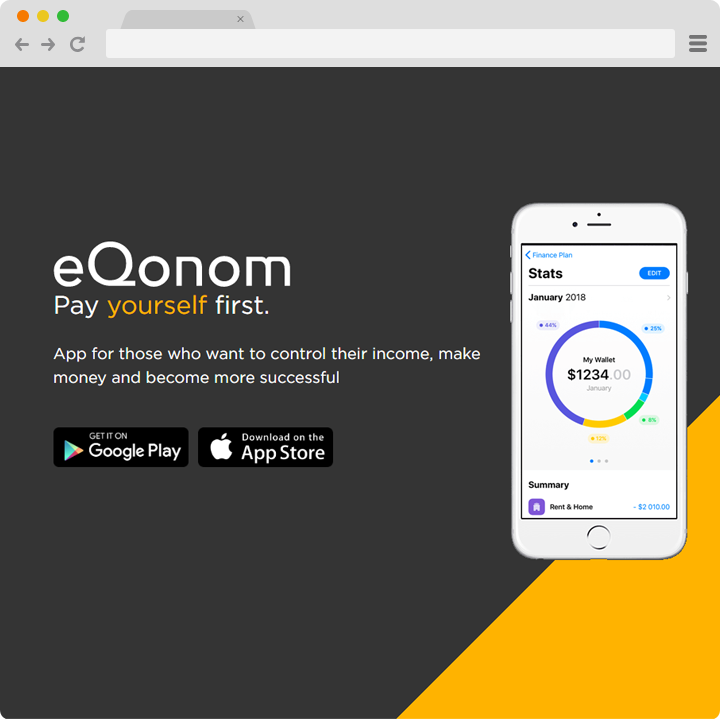 eQonom
Pay yourself first.
App for those who want to control their income, make
money and become more successful
GET IT ON
Google Play
Download on the
App Store
Finance Plan
Stats
EDIT
January 2018
44%
25%
My Wallet
$1234.00
January
8%
12%
Summary
Rent & Home
- $2 010.00